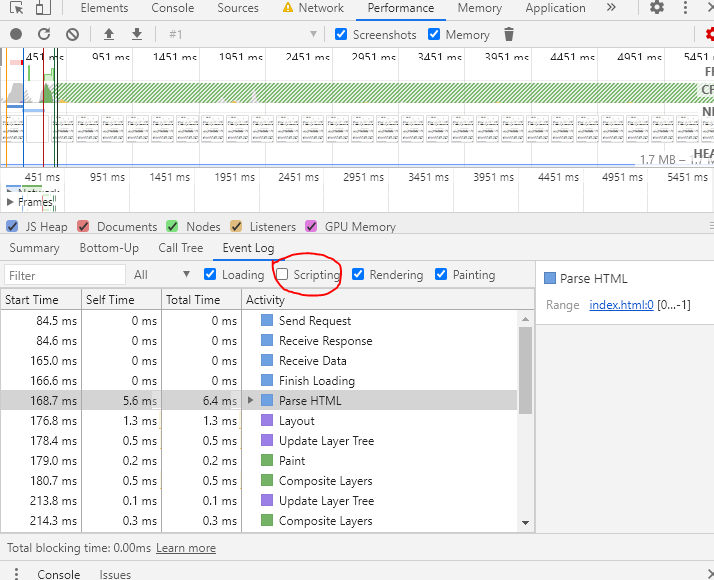 Elements Console Sources Network Performance Memory Application »
#1 Screenshots Memory
451 ms 951 ms 1451 ms 1951 ms 2451 ms 2951 ms 3451 ms 3951 ms 4451 ms 4951 ms 5451
1.7 MB – 1.7
451 ms 951 ms 1451 ms 1951 ms 2451 ms 2951 ms 3451 ms 3951 ms 4451 ms 4951 ms 5451 ms
Network
Frames
JS Heap Documents Nodes Listeners GPU Memory
Summary Bottom-Up Call Tree Event Log
Filter All Loading Scripting Rendering Painting
Start Time Self Time Total Time Activity
84.5 ms 0 ms 0 ms Send Request
84.6 ms 0 ms 0 ms Receive Response
165.0 ms 0 ms 0 ms Receive Data
166.6 ms 0 ms 0 ms Finish Loading
168.7 ms 5.6 ms 6.4 ms Parse HTML
176.8 ms 1.3 ms 1.3 ms Layout
178.4 ms 0.5 ms 0.5 ms Update Layer Tree
179.0 ms 0.2 ms 0.2 ms Paint
180.7 ms 0.5 ms 0.5 ms Composite Layers
213.8 ms 0.1 ms 0.1 ms Update Layer Tree
214.3 ms 0.3 ms 0.3 ms Composite Layers
Parse HTML
Range index.html:0 [0…-1]
Total blocking time: 0.00ms Learn more
Console Issues